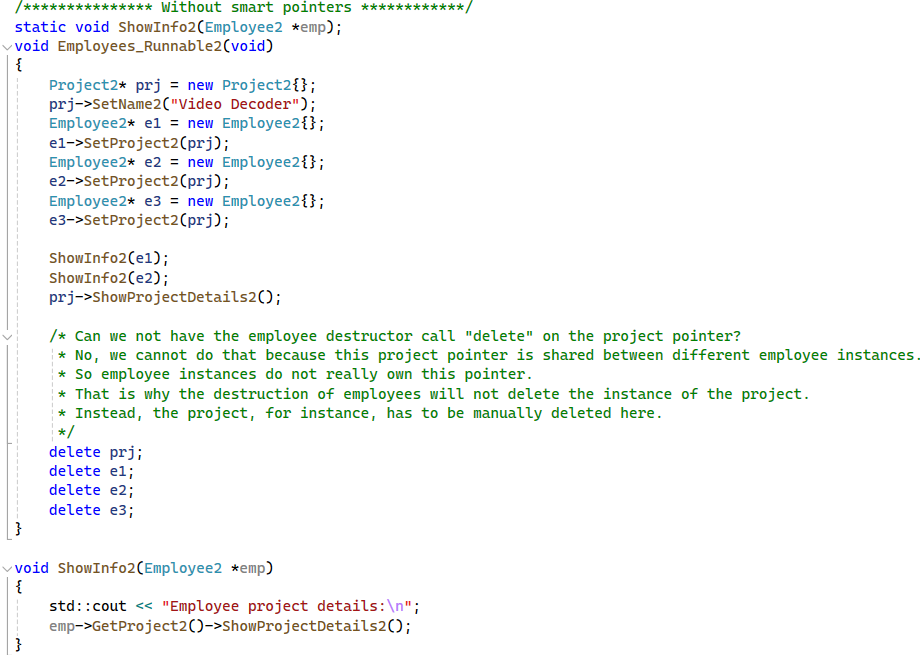 /*************** Without smart pointers ************/
static void ShowInfo2(Employee2 *emp);
void Employees_Runnable2(void)
{
    Project2* prj = new Project2{};
    prj->SetName2("Video Decoder");
    Employee2* e1 = new Employee2{};
    e1->SetProject2(prj);
    Employee2* e2 = new Employee2{};
    e2->SetProject2(prj);
    Employee2* e3 = new Employee2{};
    e3->SetProject2(prj);

    ShowInfo2(e1);
    ShowInfo2(e2);
    prj->ShowProjectDetails2();

    /* Can we not have the employee destructor call "delete" on the project pointer?
     * No, we cannot do that because this project pointer is shared between different employee instances.
     * So employee instances do not really own this pointer.
     * That is why the destruction of employees will not delete the instance of the project.
     * Instead, the project, for instance, has to be manually deleted here.
     */
    delete prj;
    delete e1;
    delete e2;
    delete e3;
}

void ShowInfo2(Employee2 *emp)
{
    std::cout << "Employee project details:\n";
    emp->GetProject2()->ShowProjectDetails2();
}